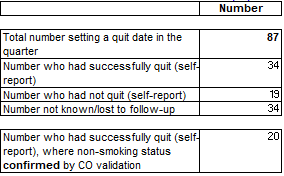 Number
Total number setting a quit date in the 87
quarter
Number who had successfully quit (self- 34
report)
Number who had not quit (self-report) 19
Number not known/lost to follow-up 34
Number who had successfully quit (self- 20
report), where non-smoking status
confirmed by CO validation